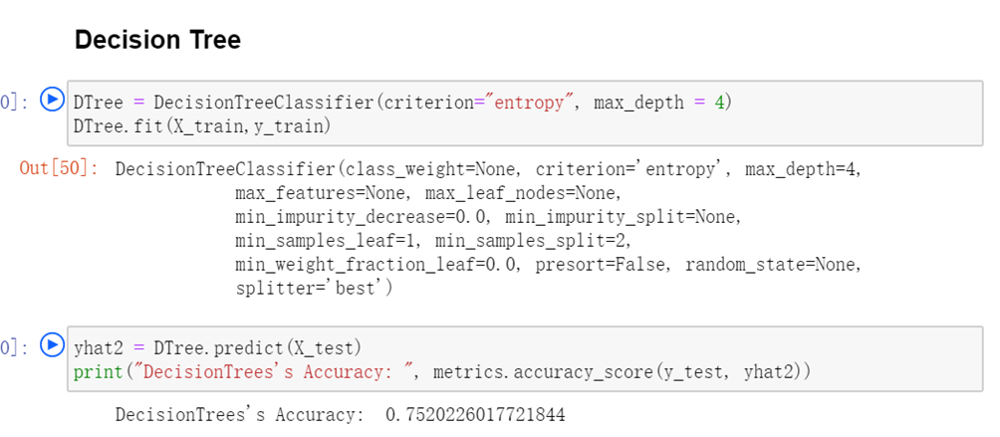 Decision Tree
0]:
DTree = DecisionTreeClassifier(criterion="entropy", max_depth = 4)
DTree.fit(X_train,y_train)
Out[50]: DecisionTreeClassifier(class_weight=None, criterion='entropy', max_depth=4,
max_features=None, max_leaf_nodes=None,
min_impurity_decrease=0.0, min_impurity_split=None,
min_samples_leaf=1, min_samples_split=2,
min_weight_fraction_leaf=0.0, presort=False, random_state=None,
splitter='best')
0]:
yhat2 = DTree.predict(X_test)
print("DecisionTrees's Accuracy: ", metrics.accuracy_score(y_test, yhat2))
DecisionTrees's Accuracy:  0.7520226017721844